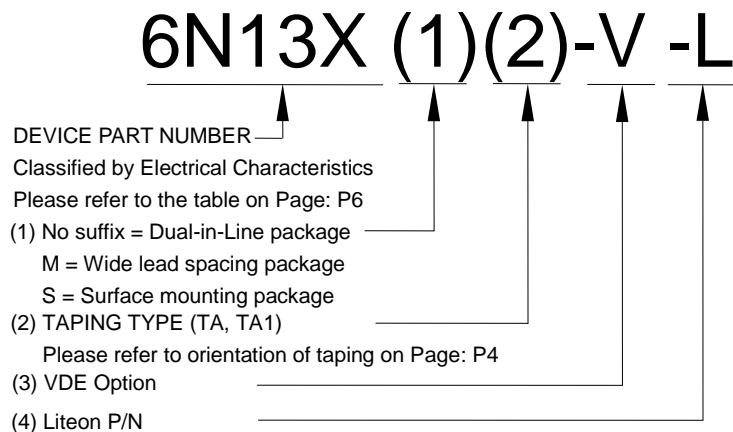 6N13X (1)(2)-V -L
DEVICE PART NUMBER
Classified by Electrical Characteristics
Please refer to the table on Page: P6
(1) No suffix = Dual-in-Line package
M = Wide lead spacing package
S = Surface mounting package
(2) TAPING TYPE (TA, TA1)
Please refer to orientation of taping on Page: P4
(3) VDE Option
(4) Liteon P/N